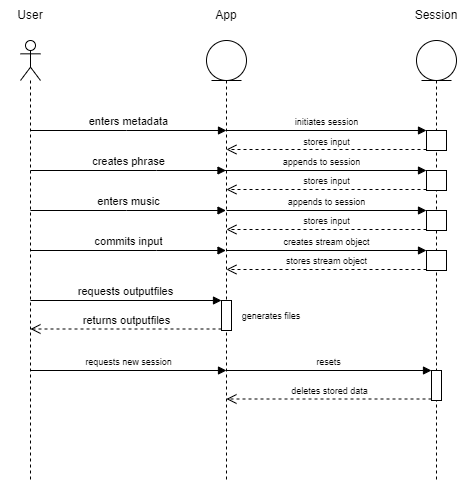 User App Session
enters metadata initiates session
stores input
creates phrase appends to session
stores input
enters music appends to session
stores input
commits input creates stream object
stores stream object
requests outputfiles
generates files
returns outputfiles
requests new session resets
deletes stored data